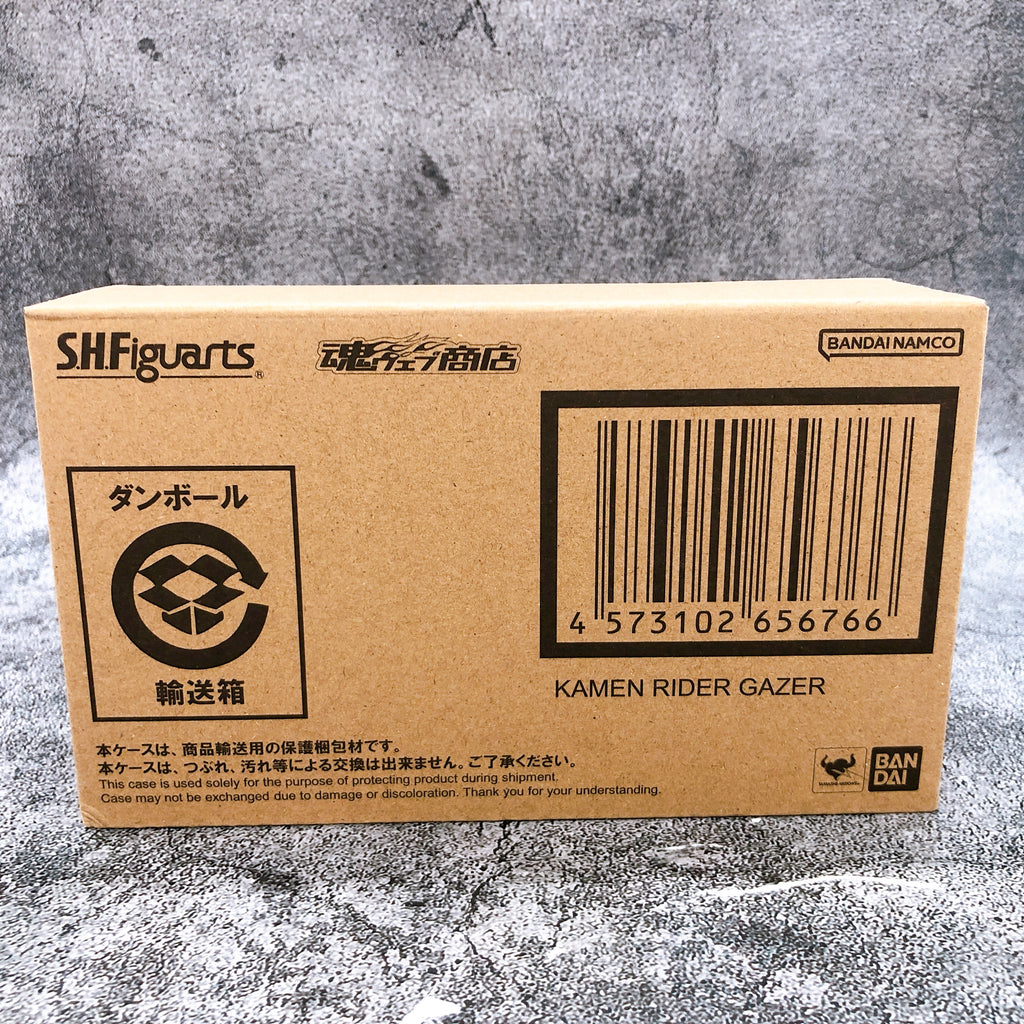 S.H.Figuarts®
魂ウェブ商店
BANDAI NAMCO
ダンボール
輸送箱
4 573102 656766
KAMEN RIDER GAZER
本ケースは、商品輸送用の保護梱包材です。
本ケースは、つぶれ、汚れ等による交換は出来ません。ご了承ください。
This case is used solely for the purpose of protecting product during shipment.
Case may not be exchanged due to damage or discoloration. Thank you for your understanding.
BAN
DAI